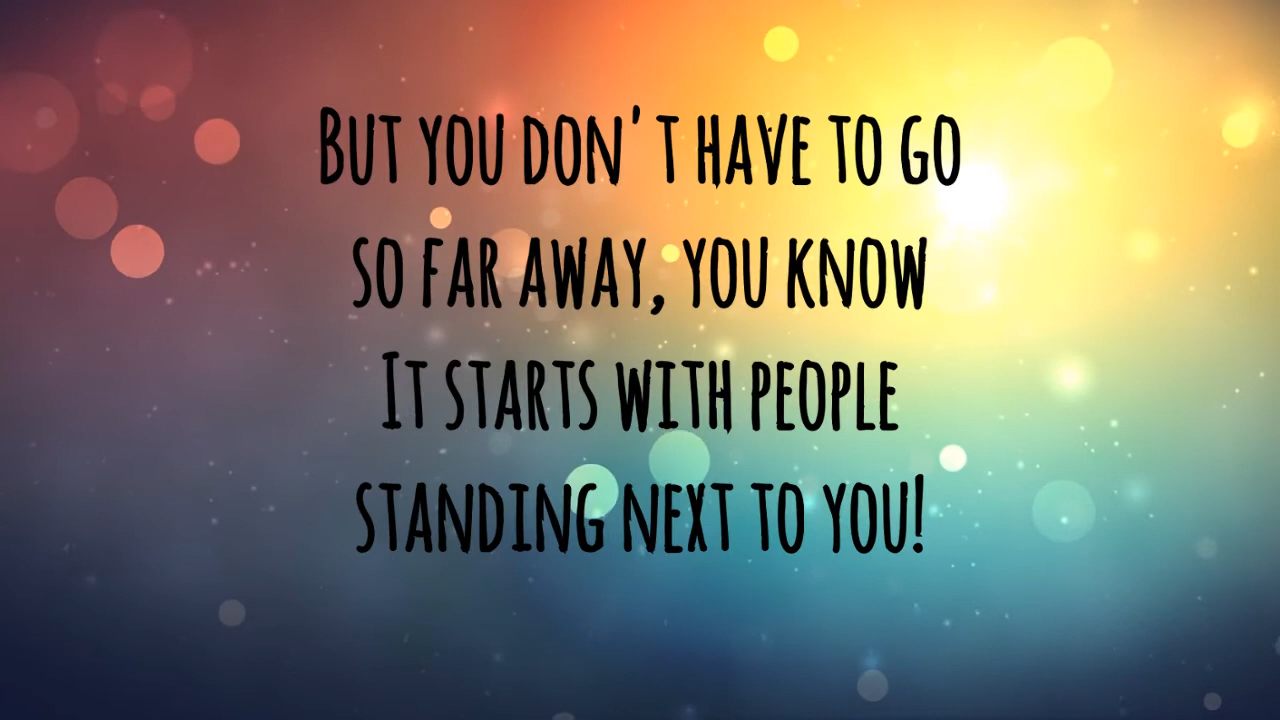 But you don't have to go
so far away, you know
It starts with people
standing next to you!